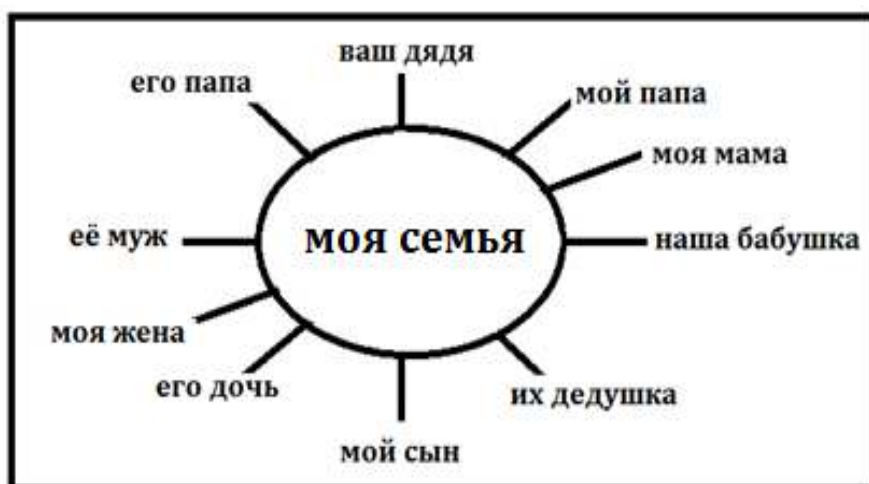 ваш дядя
его папа
мой папа
моя мама
её муж
моя семья
наша бабушка
моя жена
его дочь
их дедушка
мой сын